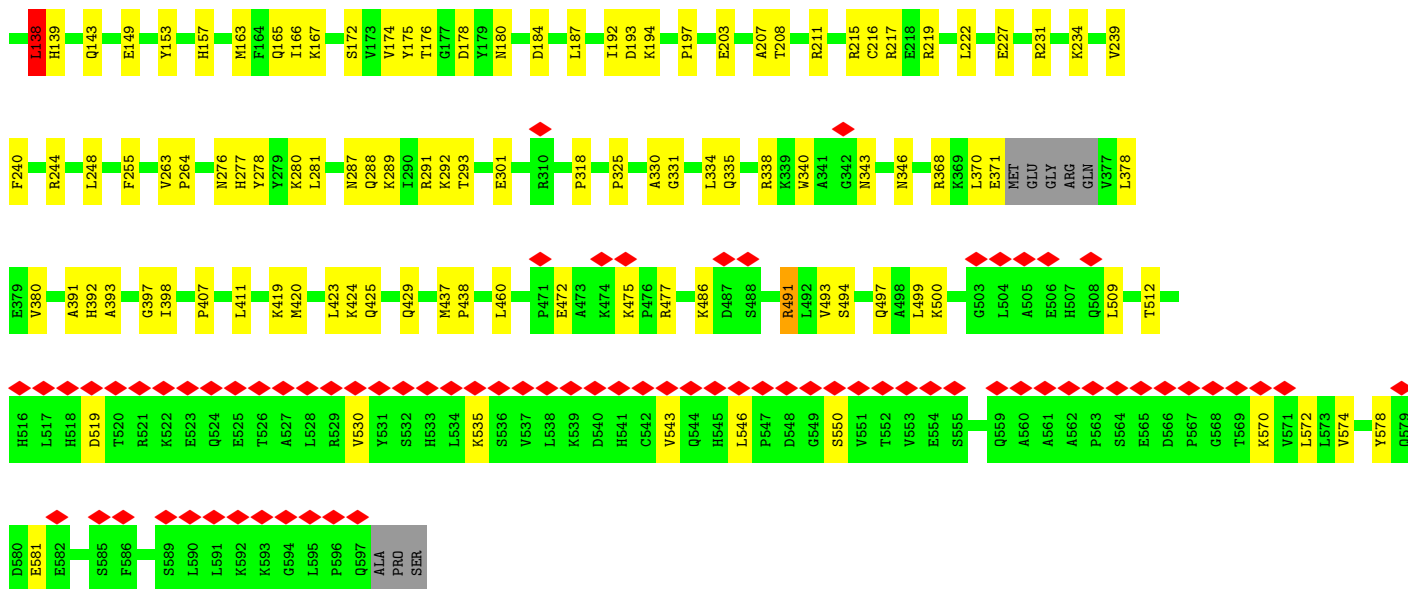 L138 H139 Q143 E149 Y153 H157 M163 F164 Q165 I166 K167 S172 V173 V174 Y175 T176 G177 D178 Y179 N180 D184 L187 I192 D193 K194 P197 E203 A207 T208 R211 R215 C216 R217 E218 R219 L222 E227 R231 K234 V239
F240 R244 L248 F255 V263 P264 N276 H277 Y278 Y279 K280 L281 N287 Q288 K289 I290 R291 K292 T293 E301 R310 P318 P325 A330 G331 L334 Q335 R338 K339 W340 A341 G342 N343 N346 R368 K369 L370 E371 MET GLU GLY ARG GLN V377 L378
E379 V380 A391 H392 A393 G397 I398 P407 L411 K419 M420 L423 K424 Q425 Q429 M437 P438 L460 P471 E472 A473 K474 K475 P476 R477 K486 D487 S488 R491 L492 V493 S494 Q497 A498 L499 K500 G503 L504 A505 E506 H507 Q508 L509 T512
H516 L517 H518 D519 T520 R521 K522 E523 Q524 E525 T526 A527 L528 R529 V530 Y531 S532 H533 L534 K535 S536 V537 L538 K539 D540 H541 C542 V543 Q544 H545 L546 P547 D548 G549 S550 V551 T552 V553 E554 S555 Q559 A560 A561 A562 P563 S564 E565 D566 P567 G568 T569 K570 V571 L572 L573 V574 Y578 Q579
D580 E581 E582 S585 F586 S589 L590 L591 K592 K593 G594 L595 P596 Q597 ALA PRO SER